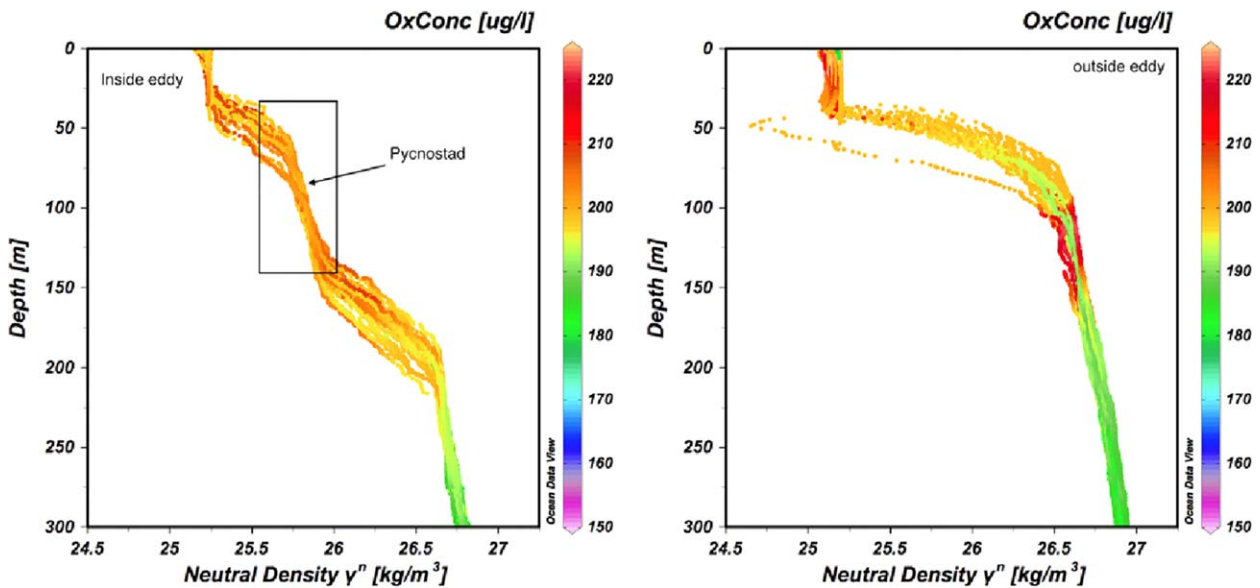 OxConc [ug/l]
Inside eddy
Pycnostad
0
50
100
150
200
250
300
Depth [m]
24.5 25 25.5 26 26.5 27
Neutral Density γⁿ [kg/m³]
220
210
200
190
180
170
160
150
Ocean Data View
OxConc [ug/l]
outside eddy
0
50
100
150
200
250
300
Depth [m]
24.5 25 25.5 26 26.5 27
Neutral Density γⁿ [kg/m³]
220
210
200
190
180
170
160
150
Ocean Data View